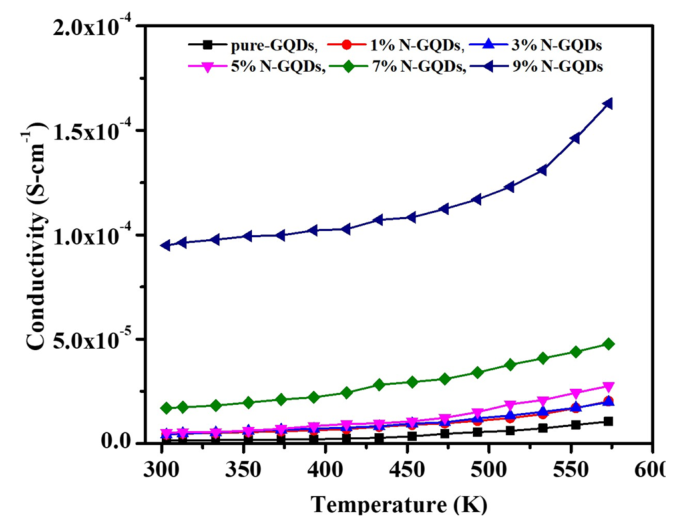 2.0x10⁻⁴
pure-GQDs, 1% N-GQDs, 3% N-GQDs
5% N-GQDs, 7% N-GQDs, 9% N-GQDs
1.5x10⁻⁴
1.0x10⁻⁴
5.0x10⁻⁵
0.0
Conductivity (S-cm⁻¹)
300 350 400 450 500 550 600
Temperature (K)